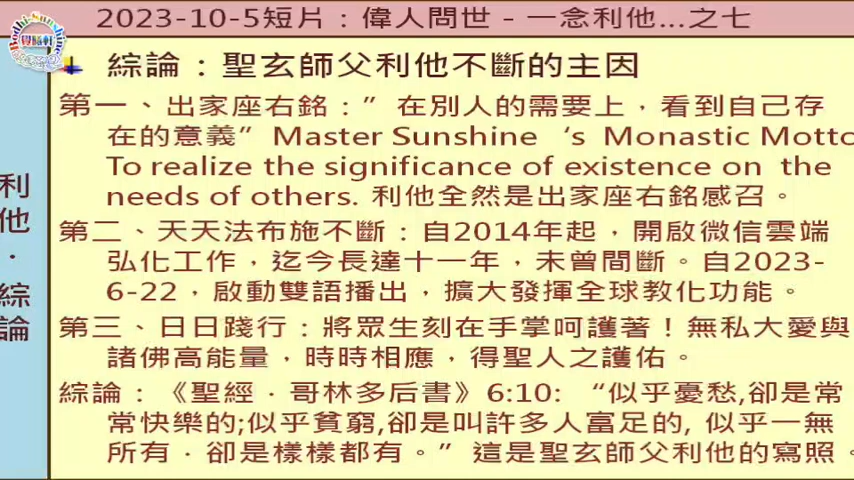 2023-10-5短片：偉人問世－一念利他...之七
綜論：聖玄師父利他不斷的主因
第一、出家座右銘：”在別人的需要上，看到自己存
在的意義”Master Sunshine ‘s Monastic Motto
To realize the significance of existence on the
needs of others. 利他全然是出家座右銘感召。
第二、天天法布施不斷：自2014年起，開啟微信雲端
弘化工作，迄今長達十一年，未曾間斷。自2023-
6-22，啟動雙語播出，擴大發揮全球教化功能。
第三、日日踐行：將眾生刻在手掌呵護著！無私大愛與
諸佛高能量，時時相應，得聖人之護佑。
綜論：《聖經．哥林多后書》6:10: “似乎憂愁,卻是常
常快樂的;似乎貧窮,卻是叫許多人富足的, 似乎一無
所有．卻是樣樣都有。”這是聖玄師父利他的寫照。
利他．綜論
Bodhi-Sunshine